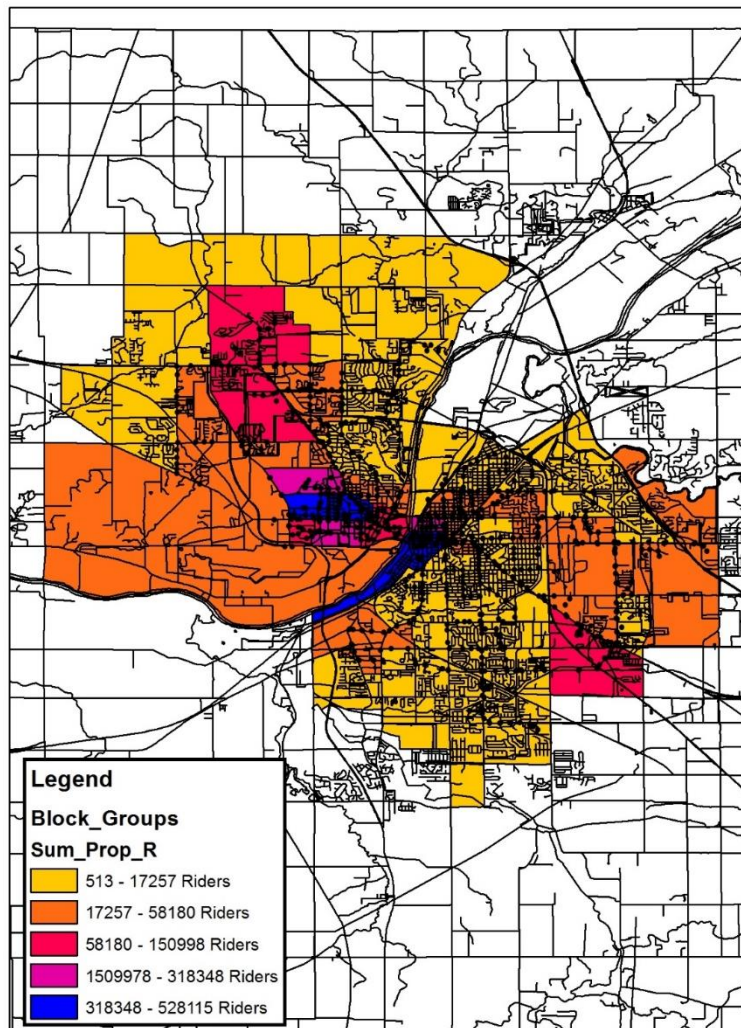 Legend
Block_Groups
Sum_Prop_R
513 - 17257 Riders
17257 - 58180 Riders
58180 - 150998 Riders
1509978 - 318348 Riders
318348 - 528115 Riders